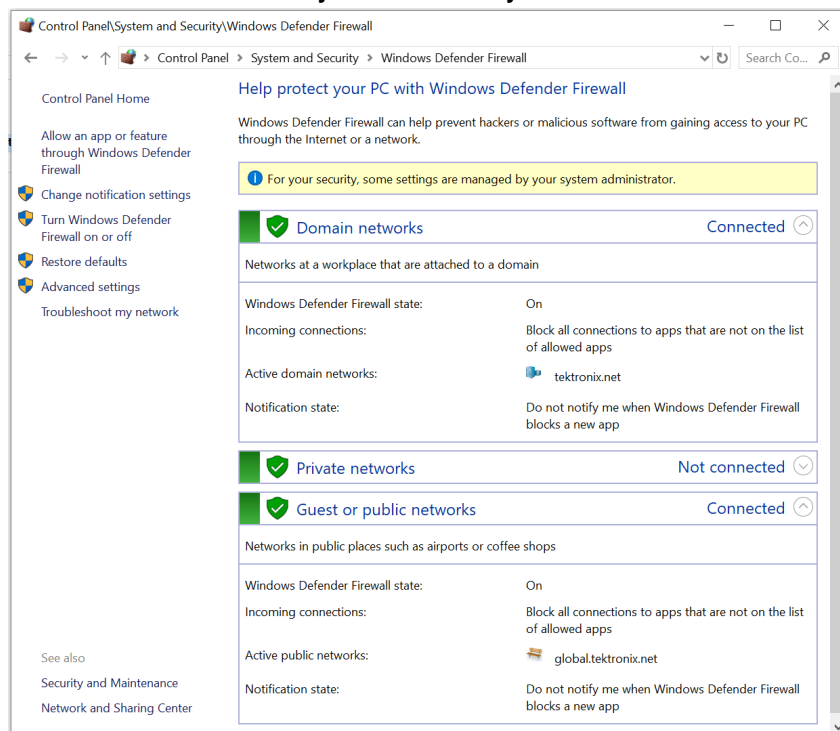 Control Panel\System and Security\Windows Defender Firewall
Control Panel > System and Security > Windows Defender Firewall
Search Co...
Control Panel Home
Allow an app or feature
through Windows Defender
Firewall
Change notification settings
Turn Windows Defender
Firewall on or off
Restore defaults
Advanced settings
Troubleshoot my network
Help protect your PC with Windows Defender Firewall
Windows Defender Firewall can help prevent hackers or malicious software from gaining access to your PC
through the Internet or a network.
For your security, some settings are managed by your system administrator.
Domain networks Connected
Networks at a workplace that are attached to a domain
Windows Defender Firewall state: On
Incoming connections: Block all connections to apps that are not on the list
of allowed apps
Active domain networks: tektronix.net
Notification state: Do not notify me when Windows Defender Firewall
blocks a new app
Private networks Not connected
Guest or public networks Connected
Networks in public places such as airports or coffee shops
Windows Defender Firewall state: On
Incoming connections: Block all connections to apps that are not on the list
of allowed apps
Active public networks: global.tektronix.net
Notification state: Do not notify me when Windows Defender Firewall
blocks a new app
See also
Security and Maintenance
Network and Sharing Center